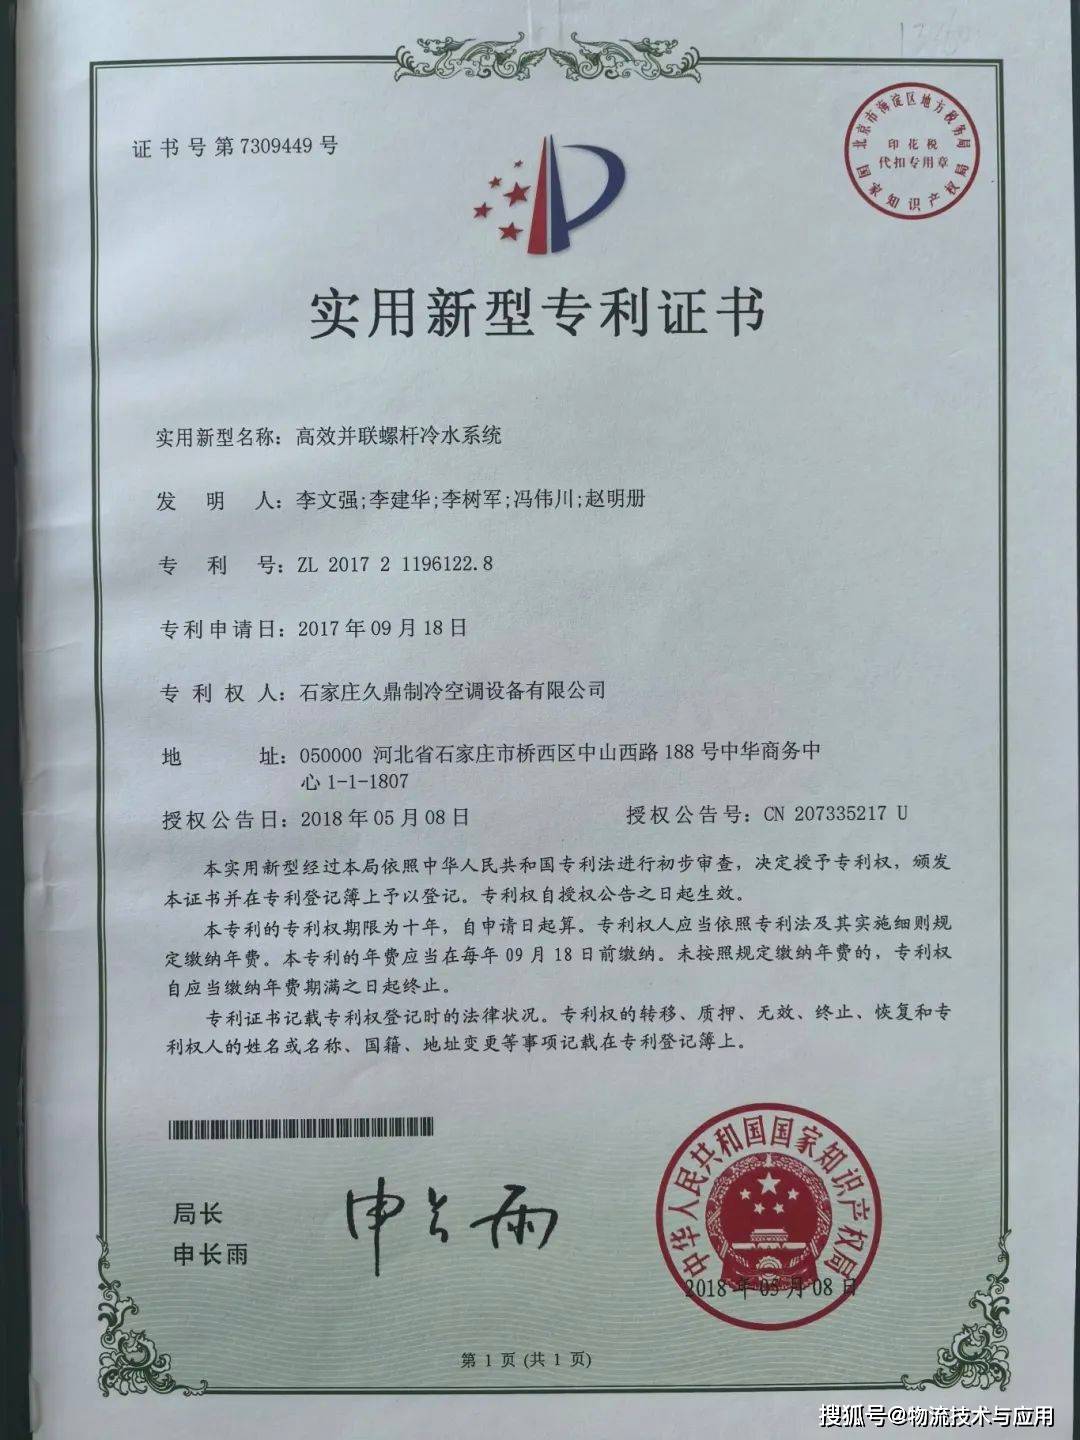 证书号第7309449号
北京市海淀区地方税务局
印花税
代扣专用章
国家知识产权局
实用新型专利证书
实用新型名称：高效并联螺杆冷水系统
发明人：李文强;李建华;李树军;冯伟川;赵明册
专利号：ZL 2017 2 1196122.8
专利申请日：2017年09月18日
专利权人：石家庄久鼎制冷空调设备有限公司
地址：050000 河北省石家庄市桥西区中山西路188号中华商务中
心1-1-1807
授权公告日：2018年05月08日 授权公告号：CN 207335217 U
本实用新型经过本局依照中华人民共和国专利法进行初步审查，决定授予专利权，颁发
本证书并在专利登记簿上予以登记。专利权自授权公告之日起生效。
本专利的专利权期限为十年，自申请日起算。专利权人应当依照专利法及其实施细则规
定缴纳年费。本专利的年费应当在每年09月18日前缴纳。未按照规定缴纳年费的，专利权
自应当缴纳年费期满之日起终止。
专利证书记载专利权登记时的法律状况。专利权的转移、质押、无效、终止、恢复和专
利权人的姓名或名称、国籍、地址变更等事项记载在专利登记簿上。
局长
申长雨
申长雨
中华人民共和国国家知识产权局
2018年05月08日
第1页(共1页)
搜狐号@物流技术与应用